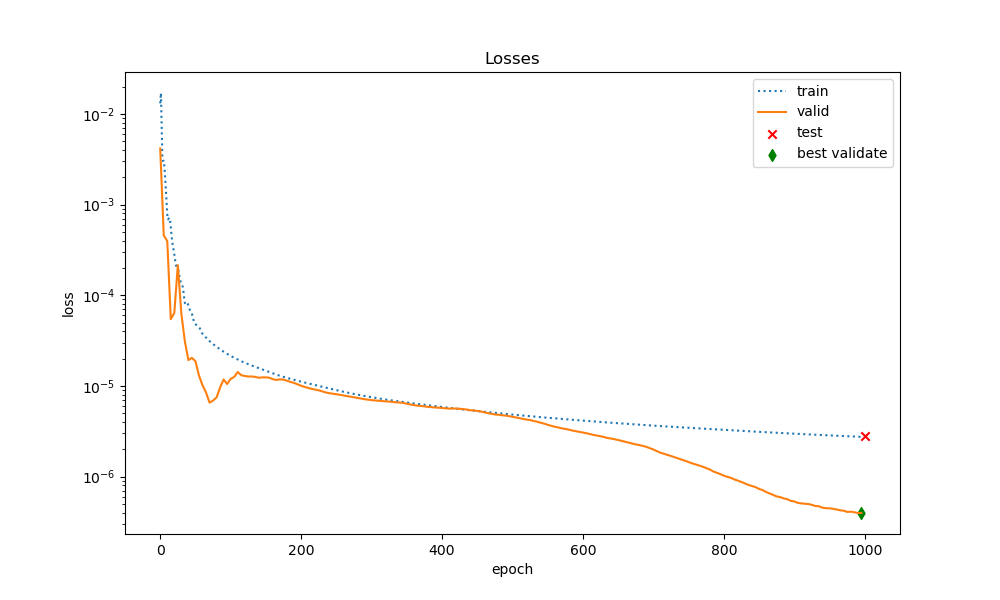 Losses
train
valid
test
best validate
10⁻²
10⁻³
10⁻⁴
10⁻⁵
10⁻⁶
loss
0 200 400 600 800 1000
epoch